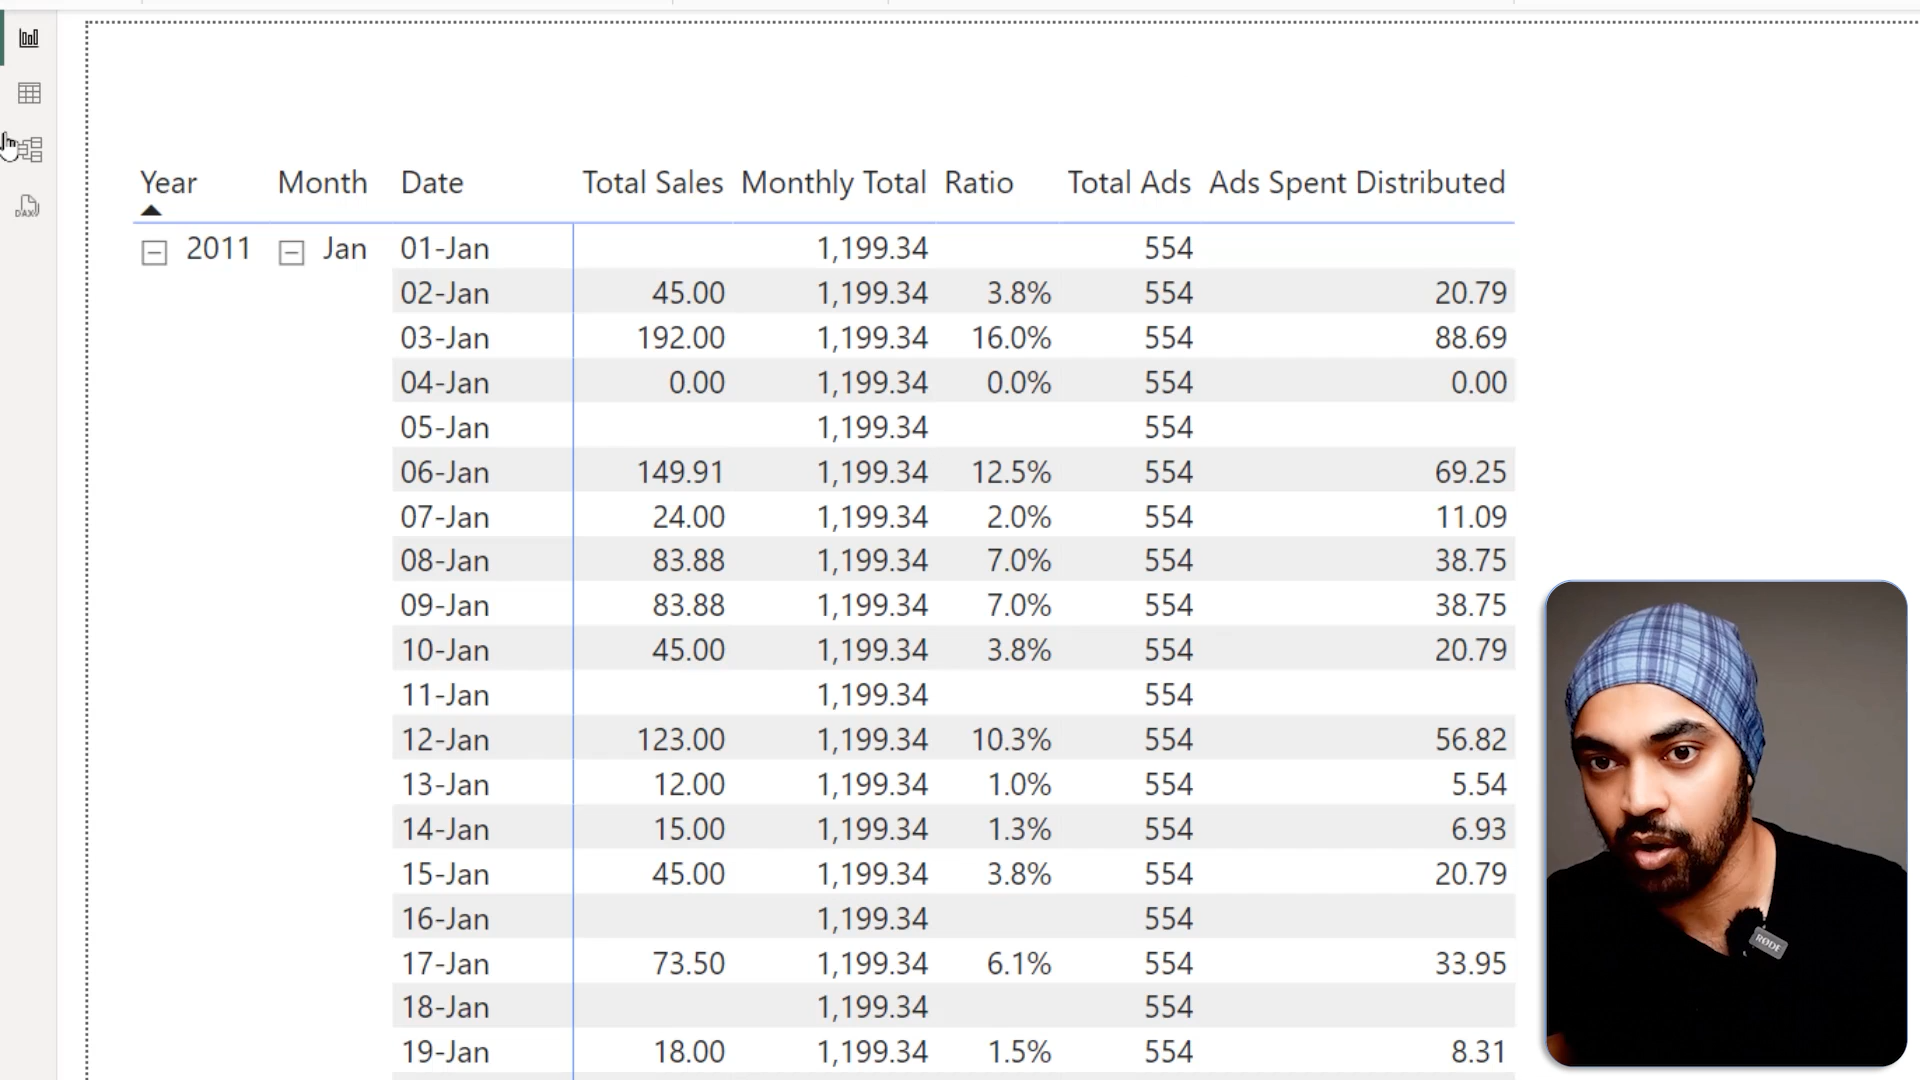 Year Month Date Total Sales Monthly Total Ratio Total Ads Ads Spent Distributed
2011 Jan 01-Jan 1,199.34 554
02-Jan 45.00 1,199.34 3.8% 554 20.79
03-Jan 192.00 1,199.34 16.0% 554 88.69
04-Jan 0.00 1,199.34 0.0% 554 0.00
05-Jan 1,199.34 554
06-Jan 149.91 1,199.34 12.5% 554 69.25
07-Jan 24.00 1,199.34 2.0% 554 11.09
08-Jan 83.88 1,199.34 7.0% 554 38.75
09-Jan 83.88 1,199.34 7.0% 554 38.75
10-Jan 45.00 1,199.34 3.8% 554 20.79
11-Jan 1,199.34 554
12-Jan 123.00 1,199.34 10.3% 554 56.82
13-Jan 12.00 1,199.34 1.0% 554 5.54
14-Jan 15.00 1,199.34 1.3% 554 6.93
15-Jan 45.00 1,199.34 3.8% 554 20.79
16-Jan 1,199.34 554
17-Jan 73.50 1,199.34 6.1% 554 33.95
18-Jan 1,199.34 554
19-Jan 18.00 1,199.34 1.5% 554 8.31
DAX
RØDE